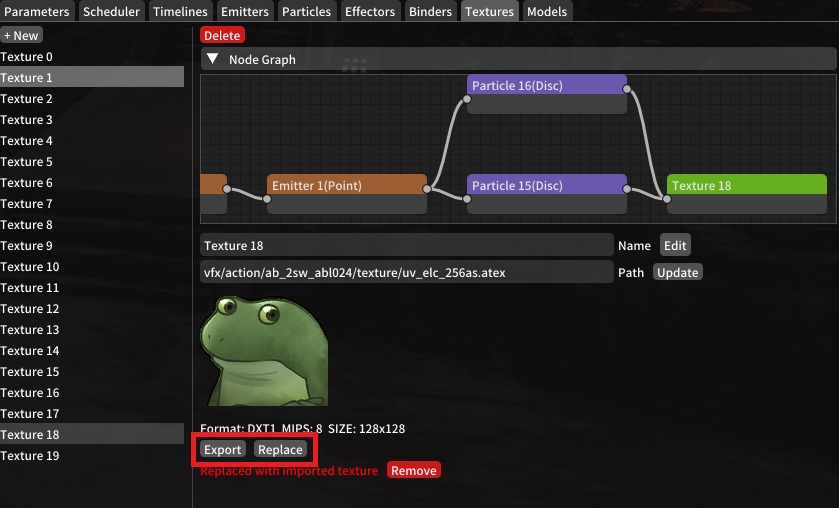 Parameters Scheduler Timelines Emitters Particles Effectors Binders Textures Models
+ New
Texture 0
Texture 1
Texture 2
Texture 3
Texture 4
Texture 5
Texture 6
Texture 7
Texture 8
Texture 9
Texture 10
Texture 11
Texture 12
Texture 13
Texture 14
Texture 15
Texture 16
Texture 17
Texture 18
Texture 19
Delete
Node Graph
Particle 16(Disc)
Emitter 1(Point) Particle 15(Disc) Texture 18
Texture 18 Name Edit
vfx/action/ab_2sw_abl024/texture/uv_elc_256as.atex Path Update
Format: DXT1 MIPS: 8 SIZE: 128x128
Export Replace
Replaced with imported texture Remove